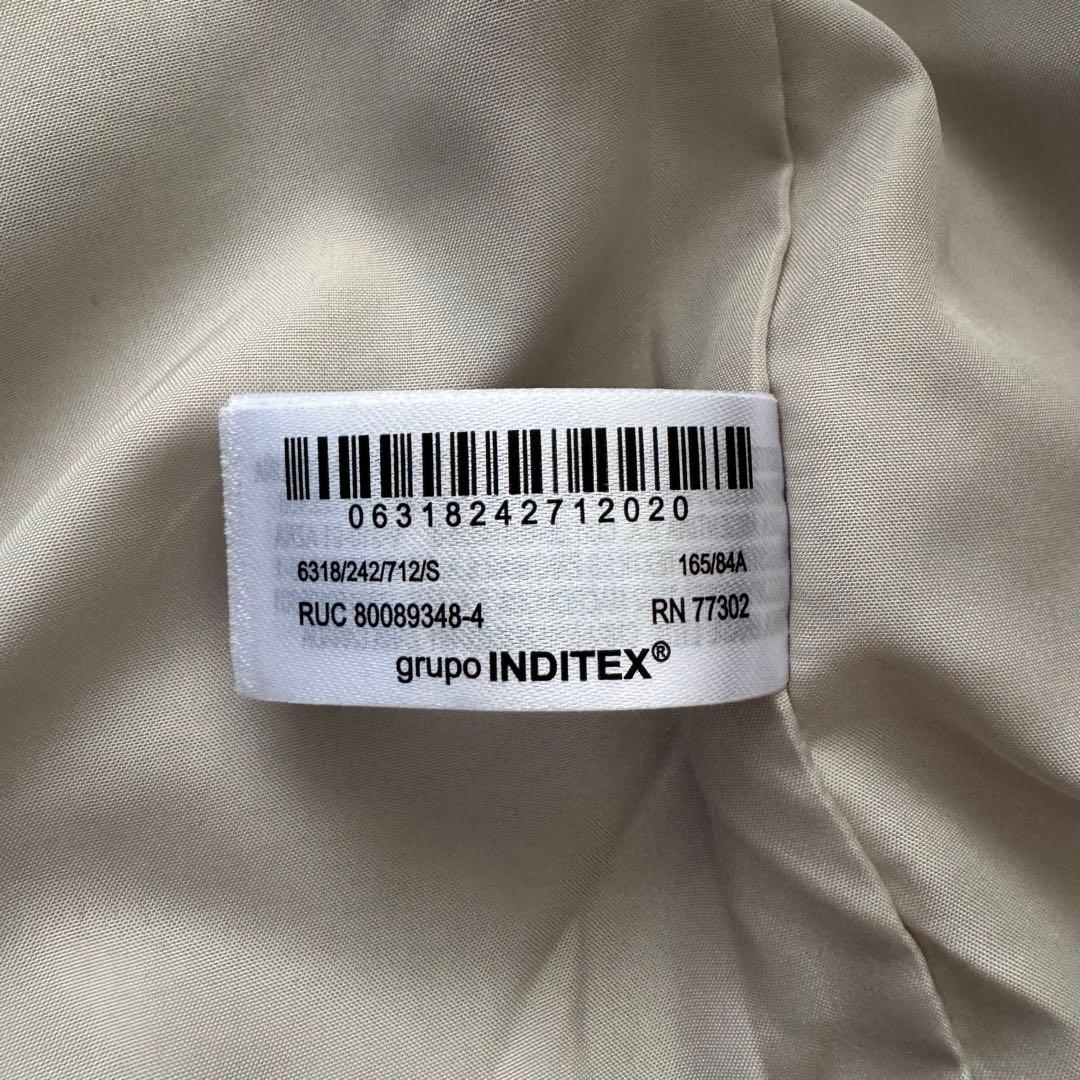 06318242712020
6318/242/712/S 165/84A
RUC 80089348-4 RN 77302
grupo INDITEX®